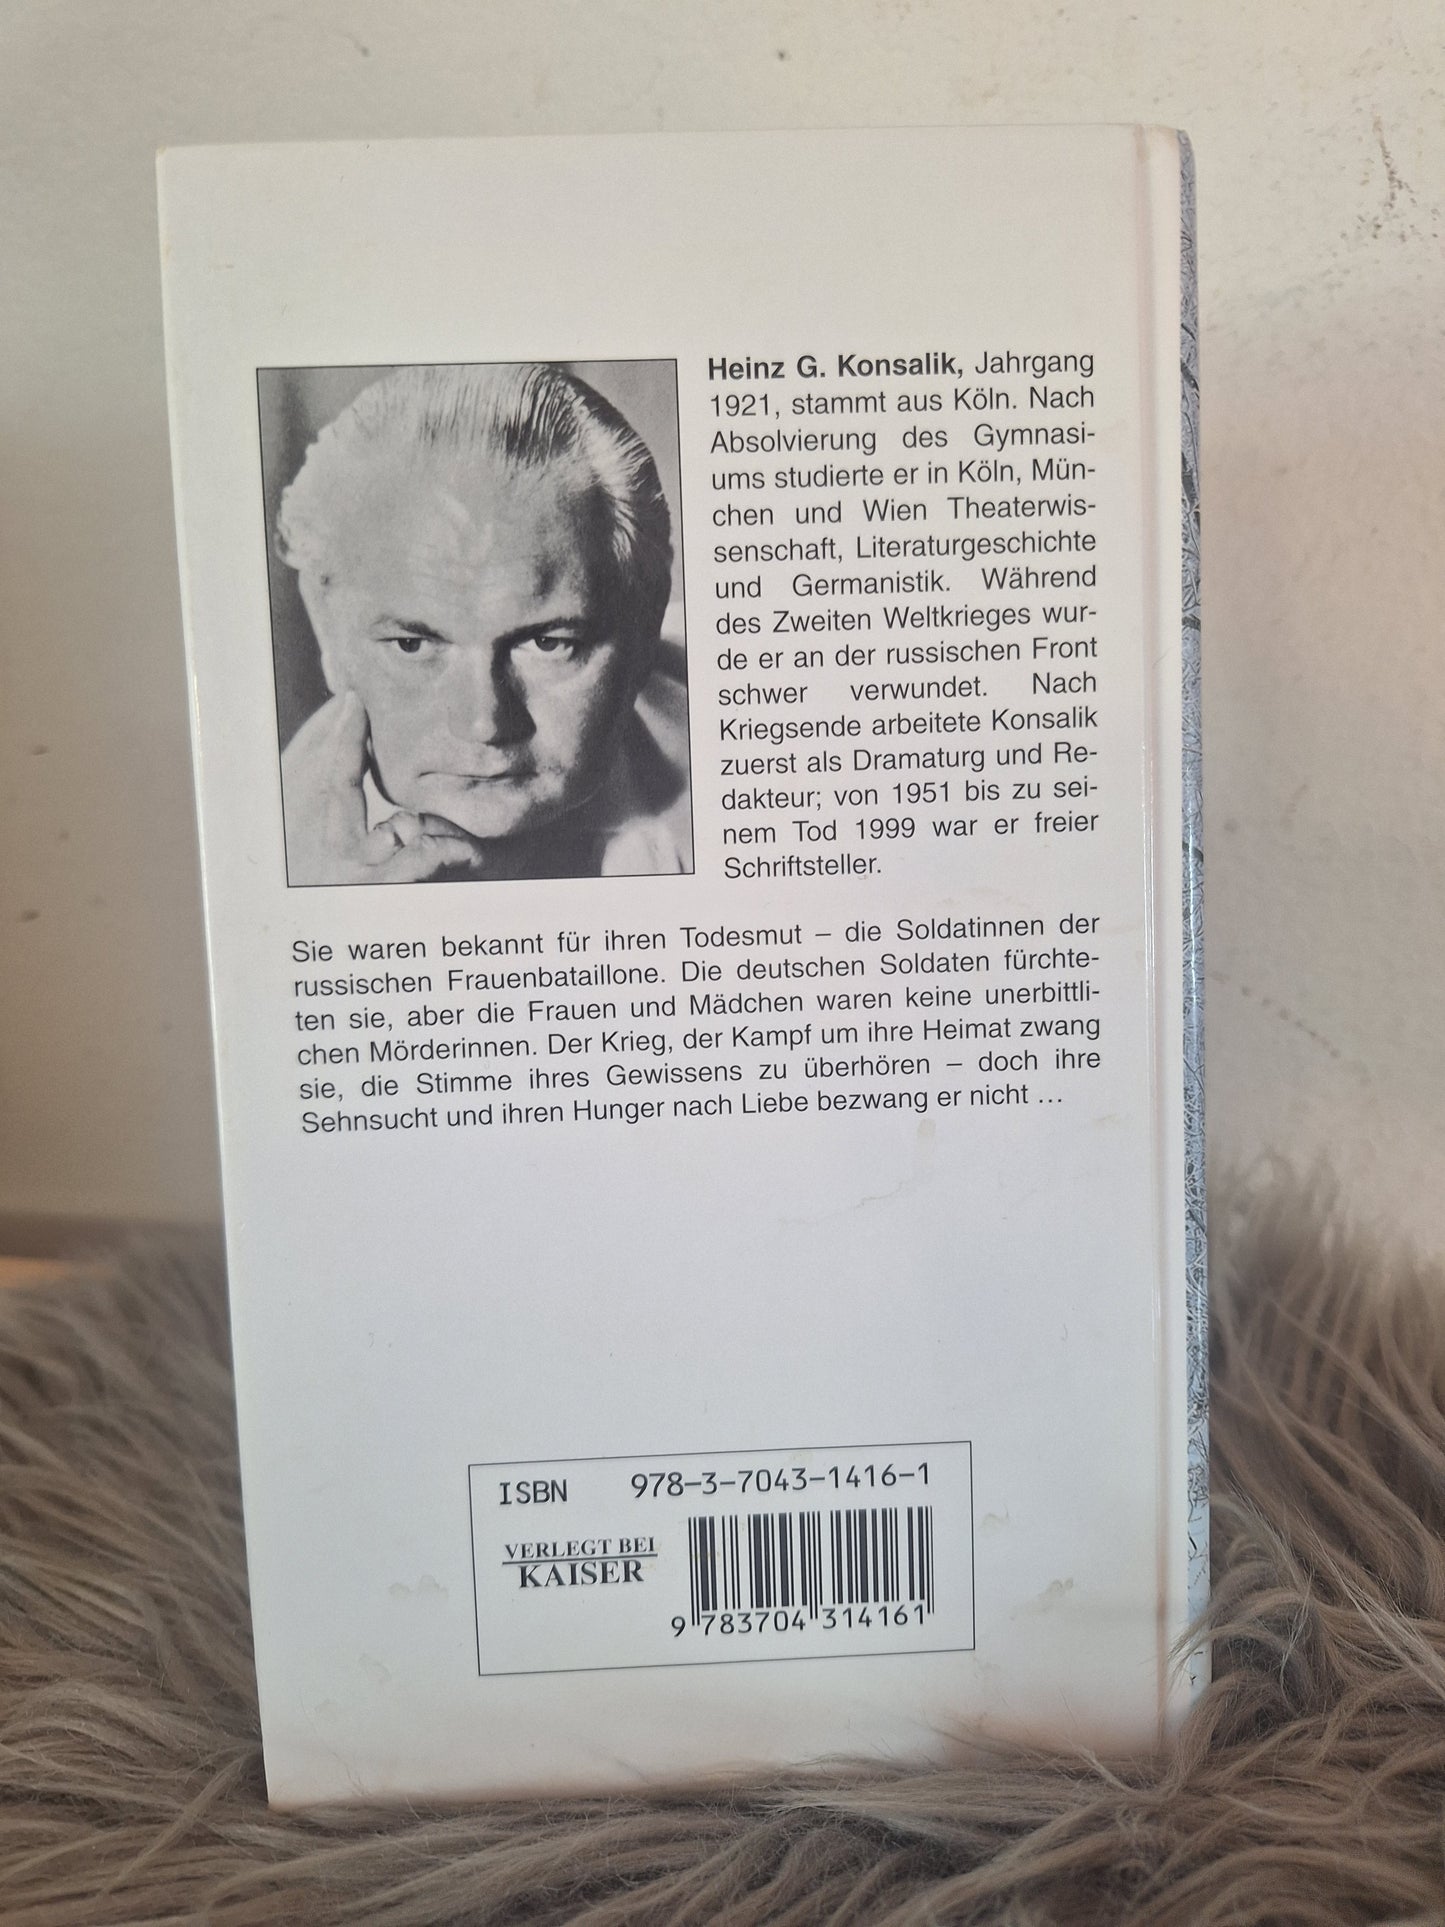 Heinz G. Konsalik, Jahrgang
1921, stammt aus Köln. Nach
Absolvierung des Gymnasi-
ums studierte er in Köln, Mün-
chen und Wien Theaterwis-
senschaft, Literaturgeschichte
und Germanistik. Während
des Zweiten Weltkrieges wur-
de er an der russischen Front
schwer verwundet. Nach
Kriegsende arbeitete Konsalik
zuerst als Dramaturg und Re-
dakteur; von 1951 bis zu sei-
nem Tod 1999 war er freier
Schriftsteller.
Sie waren bekannt für ihren Todesmut – die Soldatinnen der
russischen Frauenbataillone. Die deutschen Soldaten fürchte-
ten sie, aber die Frauen und Mädchen waren keine unerbittli-
chen Mörderinnen. Der Krieg, der Kampf um ihre Heimat zwang
sie, die Stimme ihres Gewissens zu überhören – doch ihre
Sehnsucht und ihren Hunger nach Liebe bezwang er nicht ...
ISBN 978-3-7043-1416-1
VERLEGT BEI
KAISER
9 783704 314161